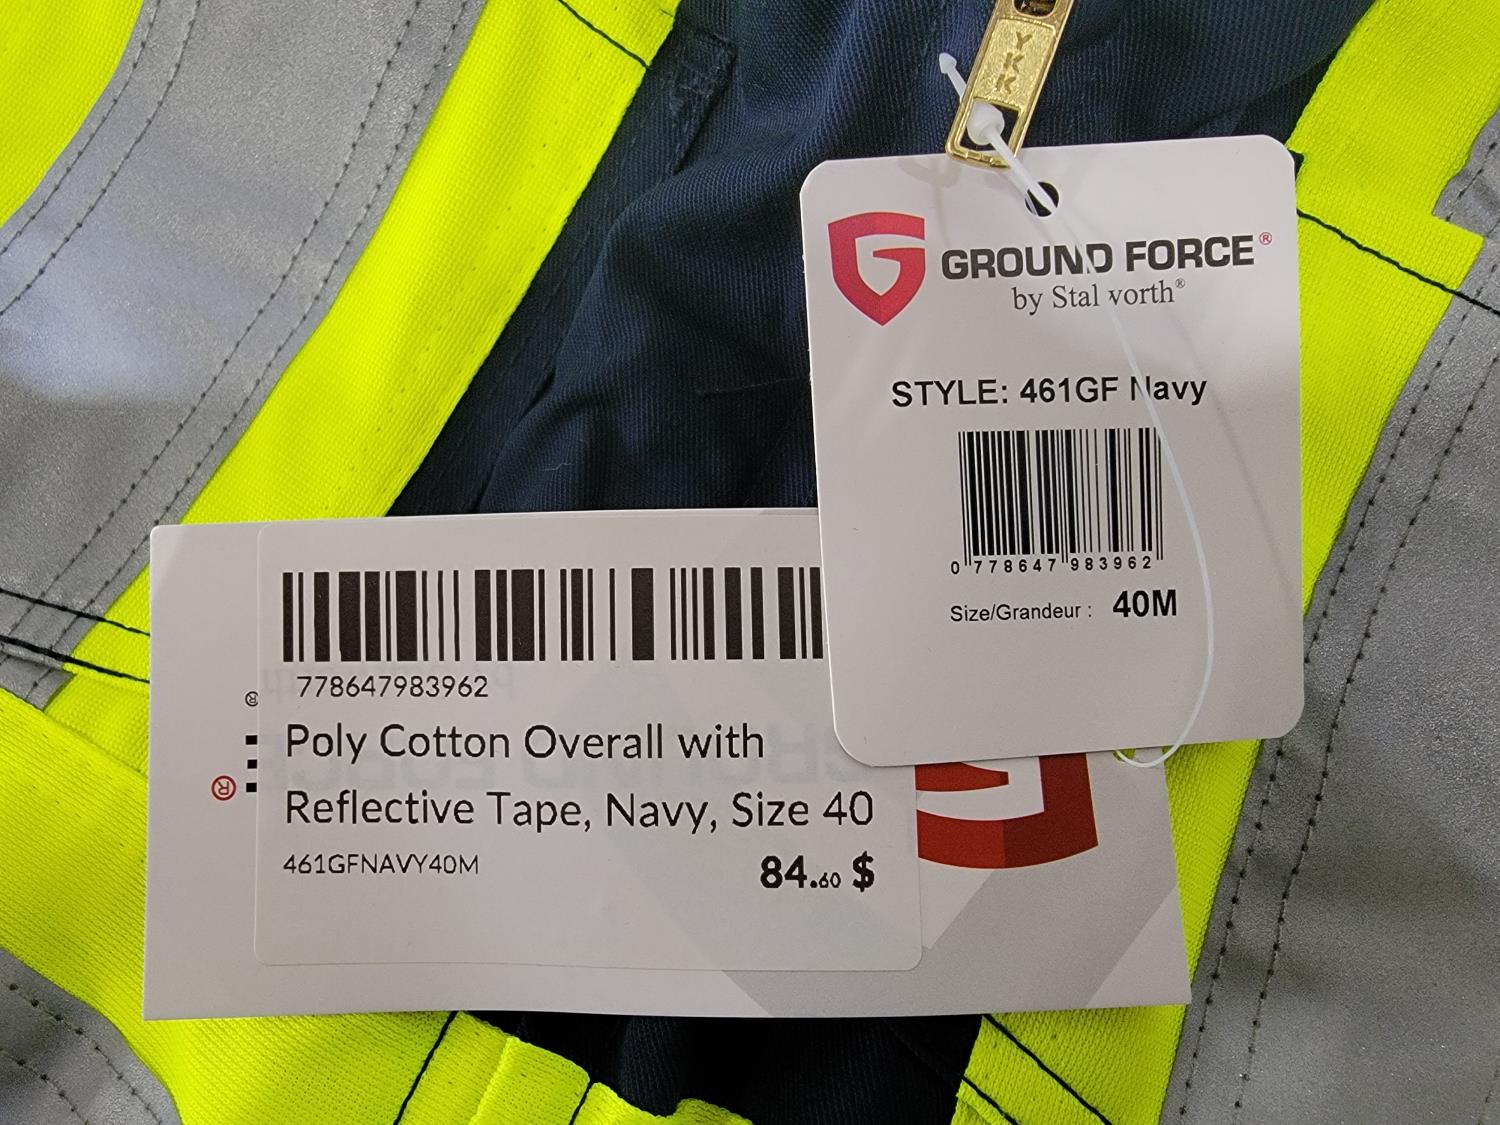 YKK
GROUND FORCE®
by Stalworth®
STYLE: 461GF Navy
0 778647 983962
Size/Grandeur : 40M
778647983962
Poly Cotton Overall with
Reflective Tape, Navy, Size 40
461GFNAVY40M
84.60 $
®
®